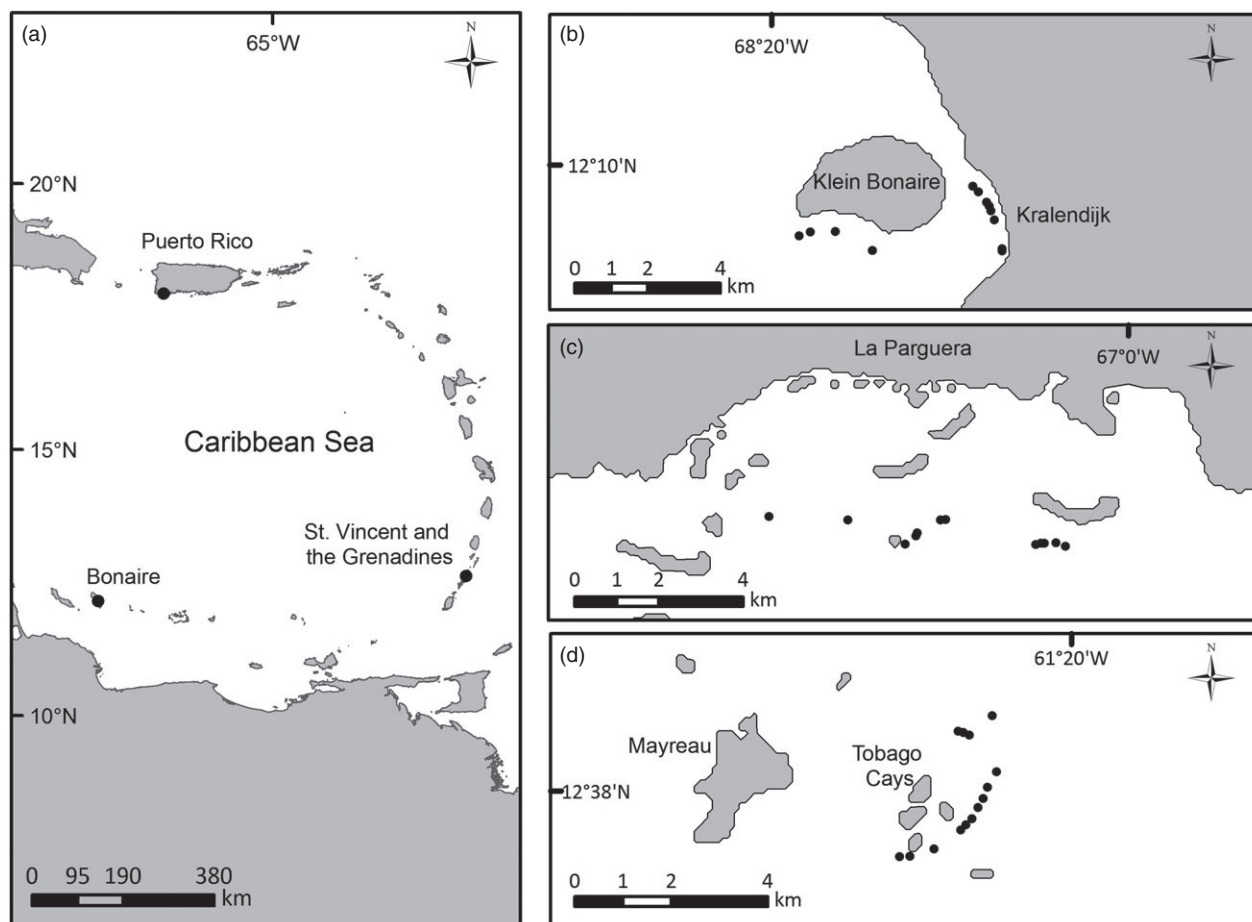 (a)
65°W
N
20°N
Puerto Rico
15°N
Caribbean Sea
St. Vincent and
the Grenadines
Bonaire
10°N
0 95 190 380
km
(b)
68°20'W
N
12°10'N
Klein Bonaire
Kralendijk
0 1 2 4
km
(c)
La Parguera
67°0'W
N
0 1 2 4
km
(d)
61°20'W
N
Mayreau
Tobago
Cays
12°38'N
0 1 2 4
km